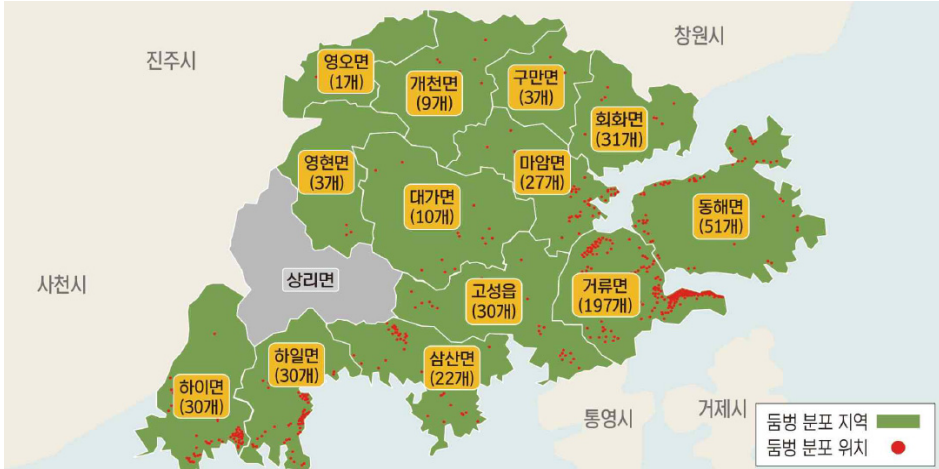 진주시
창원시
영오면
(1개)
개천면
(9개)
구만면
(3개)
회화면
(31개)
영현면
(3개)
대가면
(10개)
마암면
(27개)
동해면
(51개)
사천시
상리면
고성읍
(30개)
거류면
(197개)
하이면
(30개)
하일면
(30개)
삼산면
(22개)
통영시
거제시
둠벙 분포 지역
둠벙 분포 위치